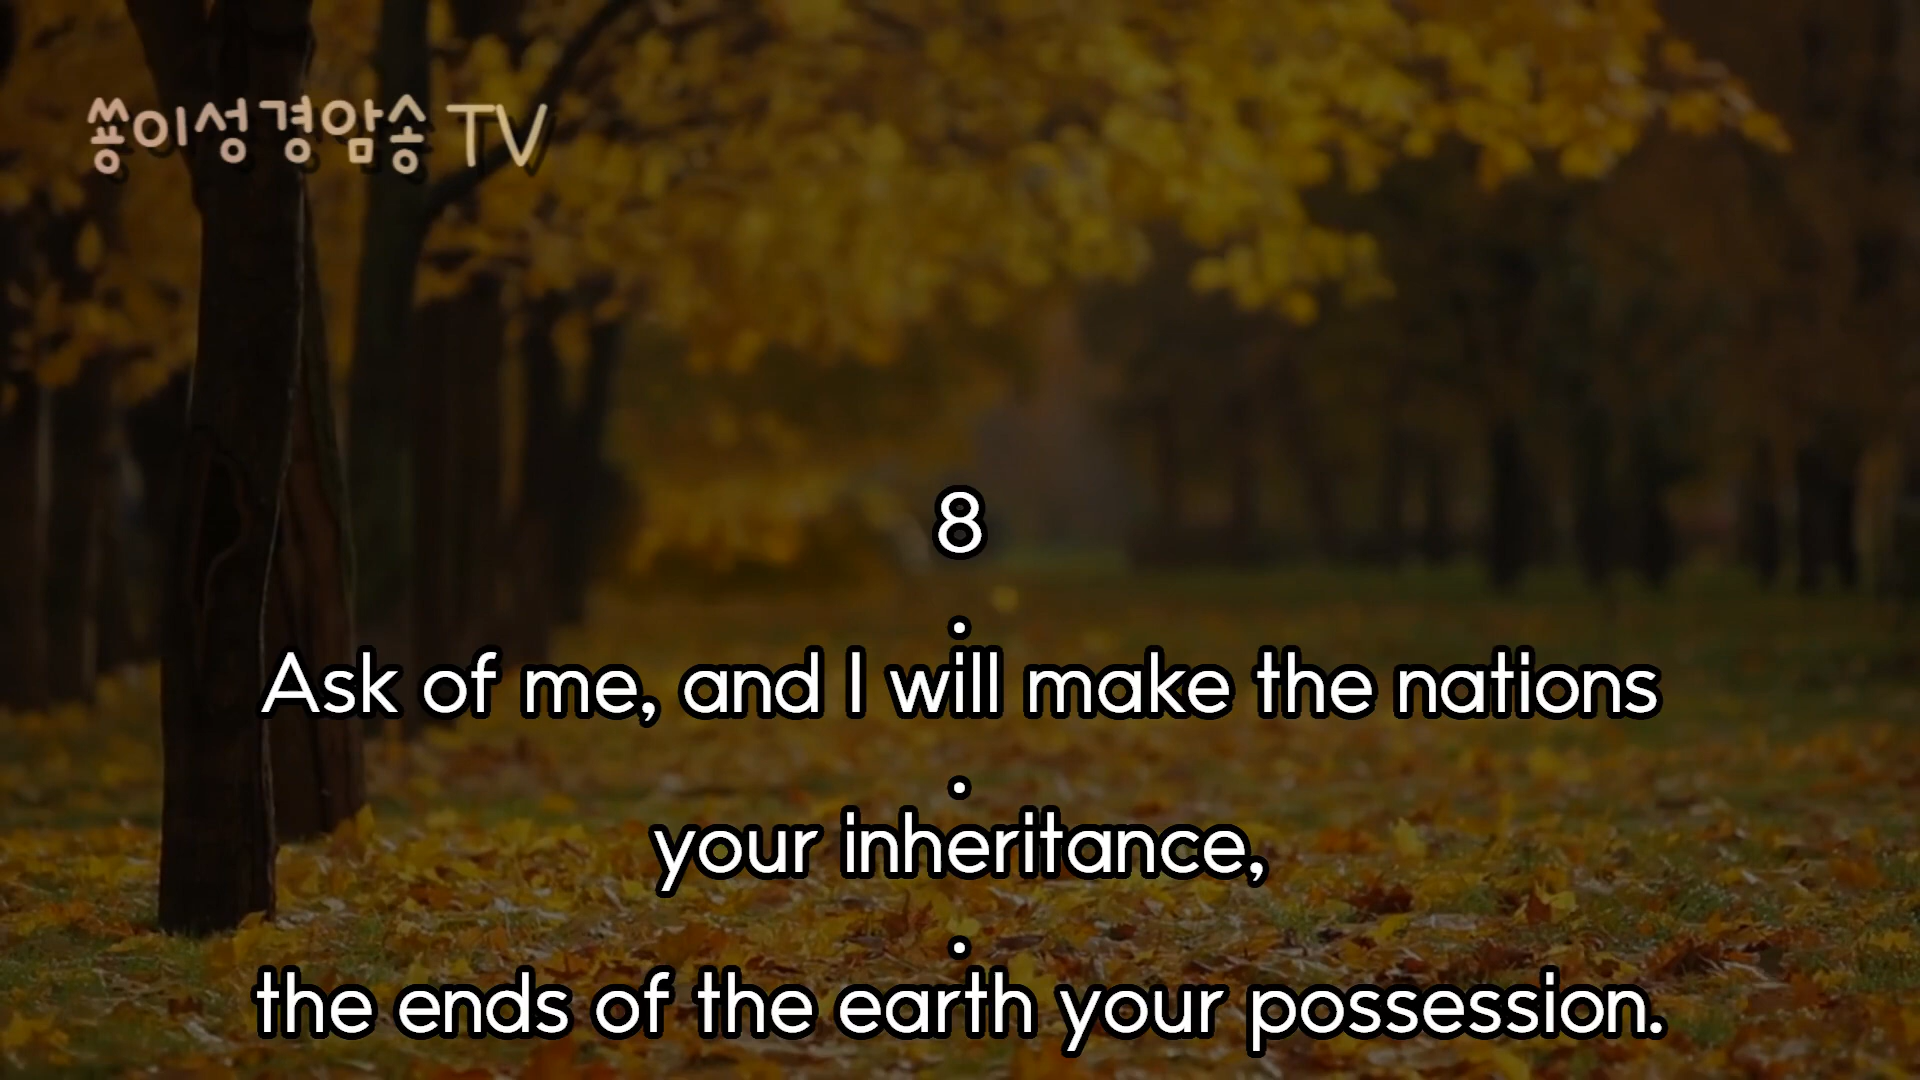 쏭이성경암송 TV
8
.
Ask of me, and I will make the nations
.
your inheritance,
.
the ends of the earth your possession.